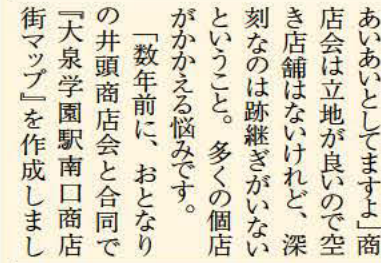 あいあいとしてますよ」商
店会は立地が良いので空
き店舗はないけれど、深
刻なのは跡継ぎがいない
ということ。多くの個店
がかかえる悩みです。
「数年前に、おとなり
の井頭商店会と合同で
『大泉学園駅南口商店
街マップ』を作成しまし